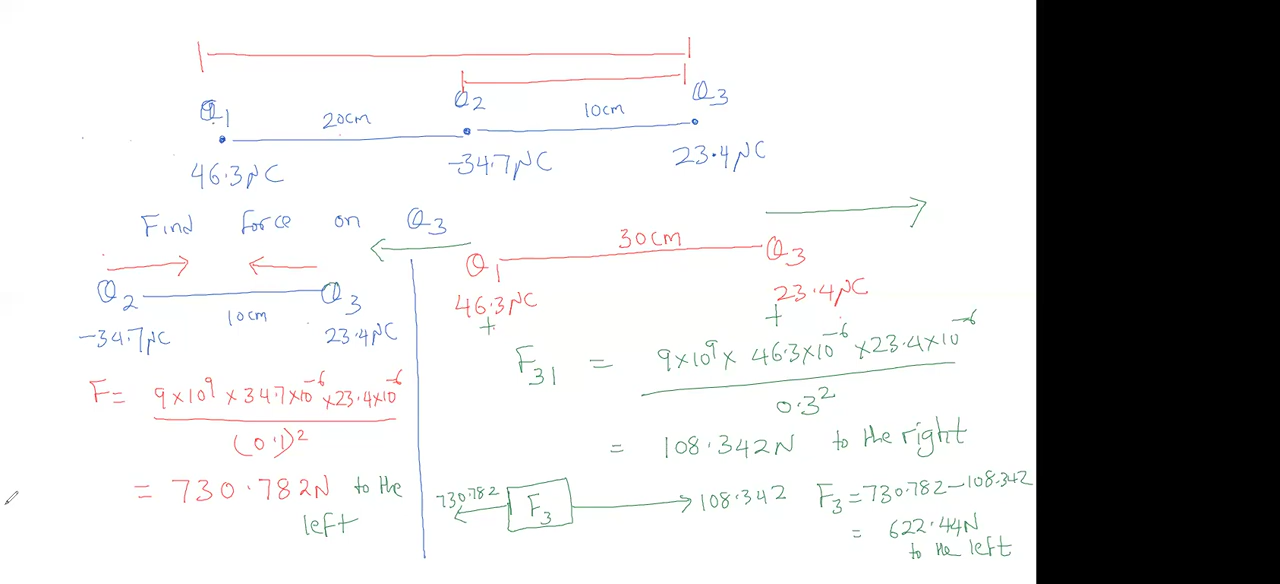 Q1 20cm Q2 10cm Q3
46.3μC -34.7μC 23.4μC
Find force on Q3
Q2 10cm Q3
-34.7μC 23.4μC
F= 9×10⁹ × 34.7×10⁻⁶ × 23.4×10⁻⁶
(0.1)²
= 730.782N to the
left
Q1 30cm Q3
46.3μC 23.4μC
+ +
F31 = 9×10⁹ × 46.3×10⁻⁶ × 23.4×10⁻⁶
0.3²
= 108.342N to the right
730.782 F3 108.342
F3 = 730.782-108.342
= 622.44N
to the left